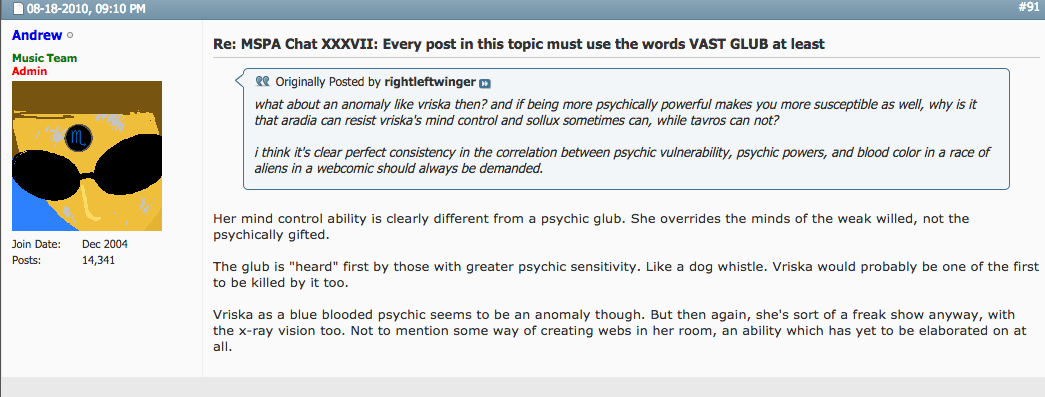 08-18-2010, 09:10 PM #91
Andrew
Music Team
Admin
Join Date: Dec 2004
Posts: 14,341
Re: MSPA Chat XXXVII: Every post in this topic must use the words VAST GLUB at least
Originally Posted by rightleftwinger
what about an anomaly like vriska then? and if being more psychically powerful makes you more susceptible as well, why is it
that aradia can resist vriska's mind control and sollux sometimes can, while tavros can not?
i think it's clear perfect consistency in the correlation between psychic vulnerability, psychic powers, and blood color in a race of
aliens in a webcomic should always be demanded.
Her mind control ability is clearly different from a psychic glub. She overrides the minds of the weak willed, not the
psychically gifted.
The glub is "heard" first by those with greater psychic sensitivity. Like a dog whistle. Vriska would probably be one of the first
to be killed by it too.
Vriska as a blue blooded psychic seems to be an anomaly though. But then again, she's sort of a freak show anyway, with
the x-ray vision too. Not to mention some way of creating webs in her room, an ability which has yet to be elaborated on at
all.